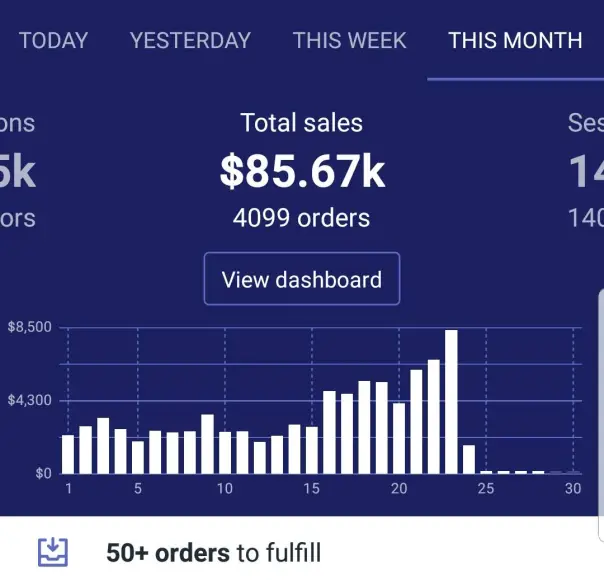 TODAY YESTERDAY THIS WEEK THIS MONTH
ons Total sales Ses
5k $85.67k 14
ors 4099 orders 140
View dashboard
$8,500
$4,300
$0
1 5 10 15 20 25 30
50+ orders to fulfill